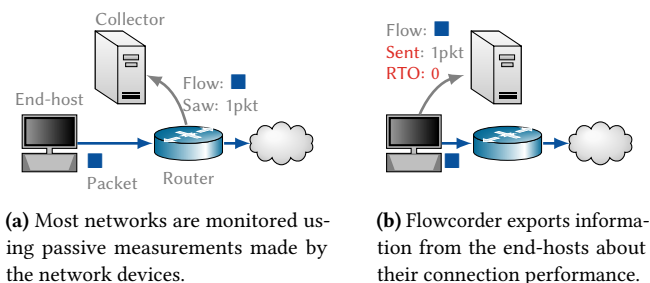 Collector
Flow:
Saw: 1pkt
End-host
Packet
Router
(a) Most networks are monitored us-
ing passive measurements made by
the network devices.
Flow:
Sent: 1pkt
RTO: 0
(b) Flowcorder exports informa-
tion from the end-hosts about
their connection performance.